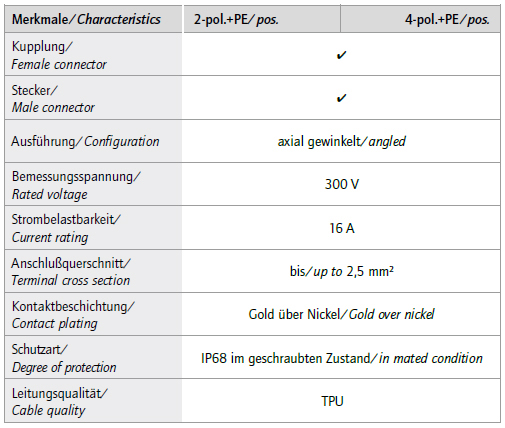 Merkmale/Characteristics 2-pol.+PE/pos. 4-pol.+PE/pos.
Kupplung/
Female connector
✔
Stecker/
Male connector
✔
Ausführung/Configuration axial gewinkelt/angled
Bemessungsspannung/
Rated voltage
300 V
Strombelastbarkeit/
Current rating
16 A
Anschlußquerschnitt/
Terminal cross section
bis/up to 2,5 mm²
Kontaktbeschichtung/
Contact plating
Gold über Nickel/Gold over nickel
Schutzart/
Degree of protection
IP68 im geschraubten Zustand/in mated condition
Leitungsqualität/
Cable quality
TPU